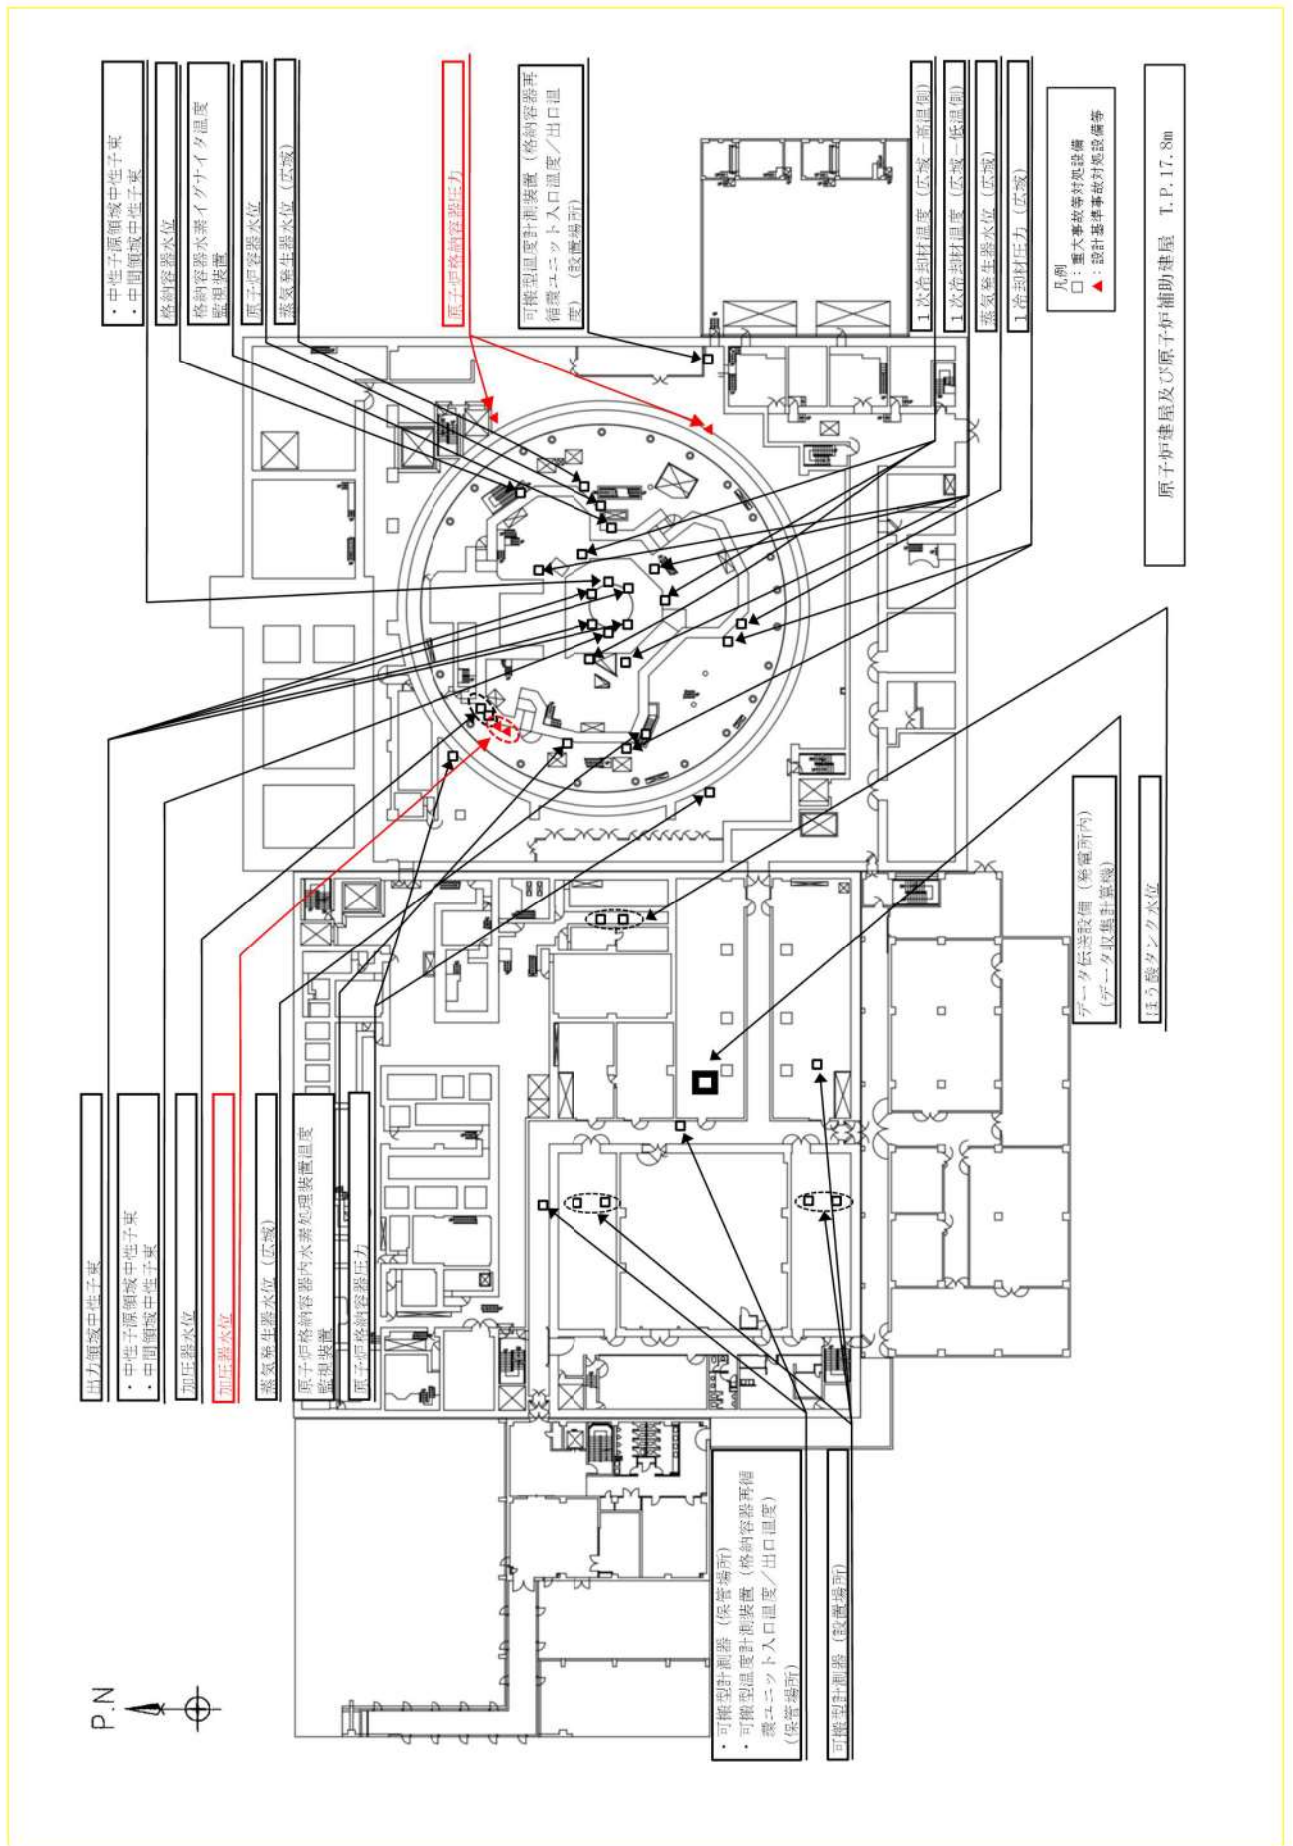 ・中性子源領域中性子束
・中間領域中性子束
格納容器水位
格納容器水素イグナイタ温度
監視装置
原子炉容器水位
蒸気発生器水位（広域）
原子炉格納容器圧力
可搬型温度計測装置（格納容器再
循環ユニット入口温度／出口温
度）（設置場所）
１次冷却材温度（広域－高温側）
１次冷却材温度（広域－低温側）
蒸気発生器水位（広域）
１冷却材圧力（広域）
凡例
□：重大事故等対処設備
▲：設計基準事故対処設備等
原子炉建屋及び原子炉補助建屋　T.P.17.8m
データ伝送設備（発電所内）
（データ収集計算機）
ほう酸タンク水位
出力領域中性子束
・中性子源領域中性子束
・中間領域中性子束
加圧器水位
加圧器水位
蒸気発生器水位（広域）
原子炉格納容器内水素処理装置温度
監視装置
原子炉格納容器圧力
・可搬型計測器（保管場所）
・可搬型温度計測装置（格納容器再循
環ユニット入口温度／出口温度）
（保管場所）
可搬型計測器（設置場所）
P.N